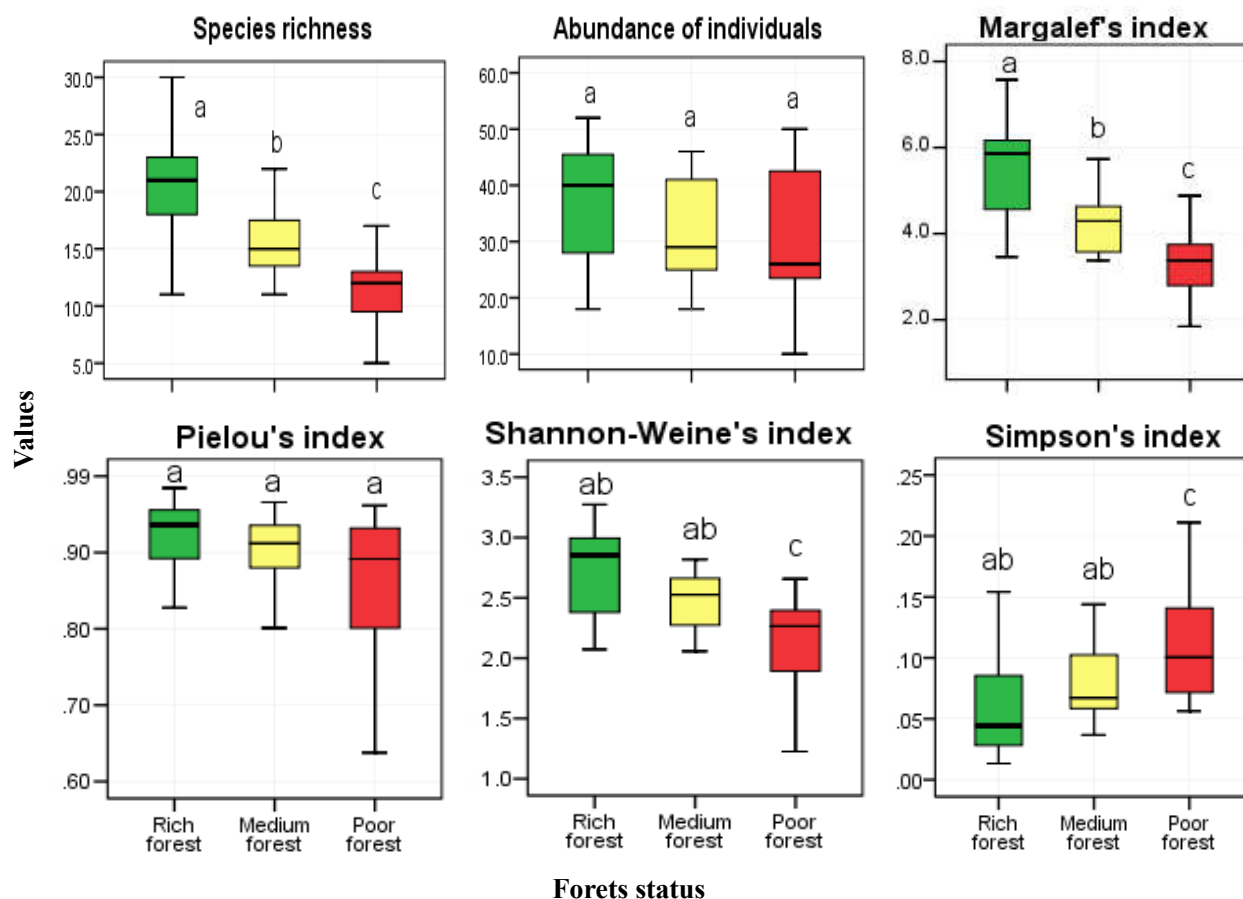 Species richness
30.0
25.0
20.0
15.0
10.0
5.0
a
b
c
Abundance of individuals
60.0
50.0
40.0
30.0
20.0
10.0
a
a
a
Margalef's index
8.0
6.0
4.0
2.0
a
b
c
Values
Pielou's index
.99
.90
.80
.70
.60
a
a
a
Rich forest
Medium forest
Poor forest
Shannon-Weine's index
3.5
3.0
2.5
2.0
1.5
1.0
ab
ab
c
Rich forest
Medium forest
Poor forest
Simpson's index
.25
.20
.15
.10
.05
.00
ab
ab
c
Rich forest
Medium forest
Poor forest
Forets status